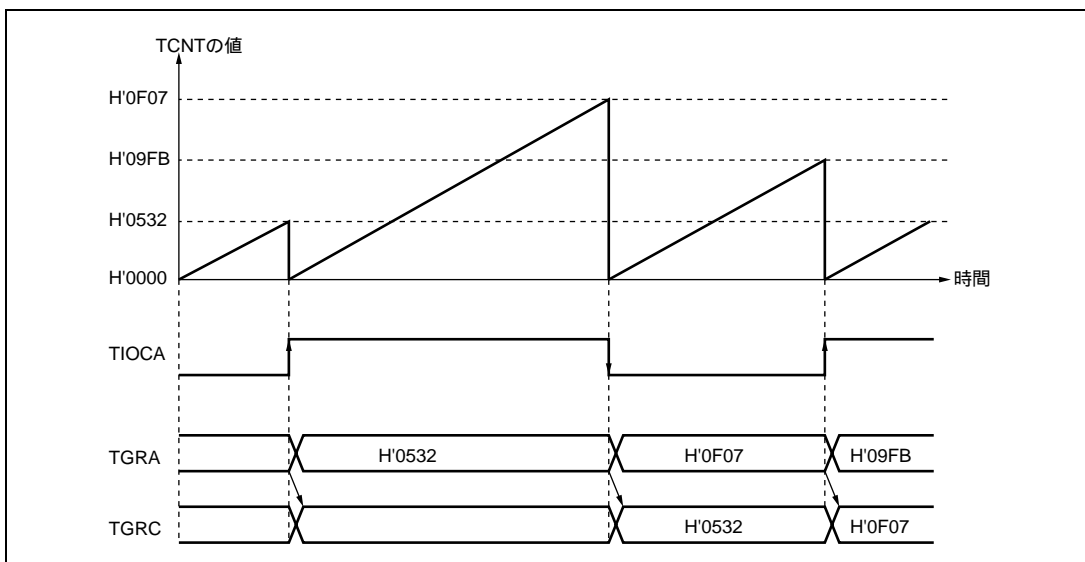 TCNTの値
H'0F07
H'09FB
H'0532
H'0000
時間
TIOCA
TGRA H'0532 H'0F07 H'09FB
TGRC H'0532 H'0F07